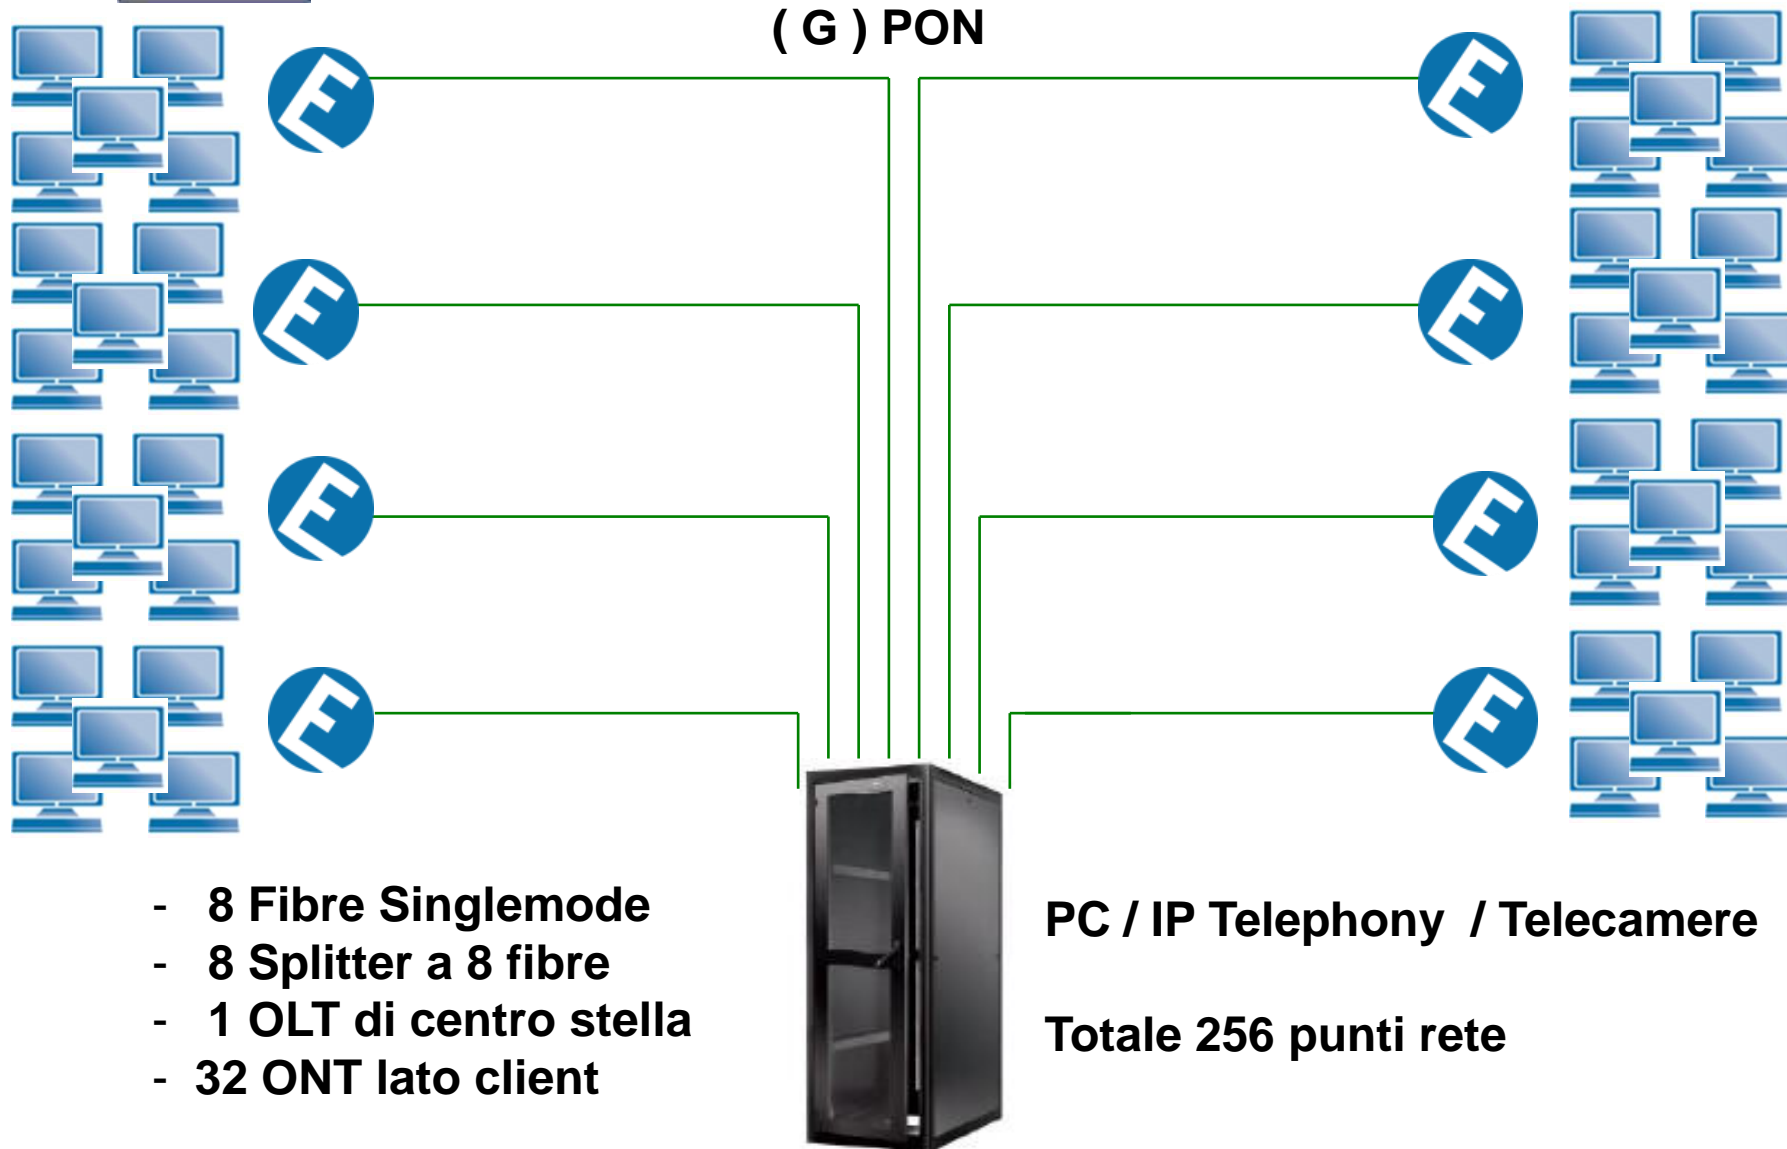 ( G ) PON
E
E
E
E
E
E
E
E
- 8 Fibre Singlemode
- 8 Splitter a 8 fibre
- 1 OLT di centro stella
- 32 ONT lato client
PC / IP Telephony / Telecamere
Totale 256 punti rete